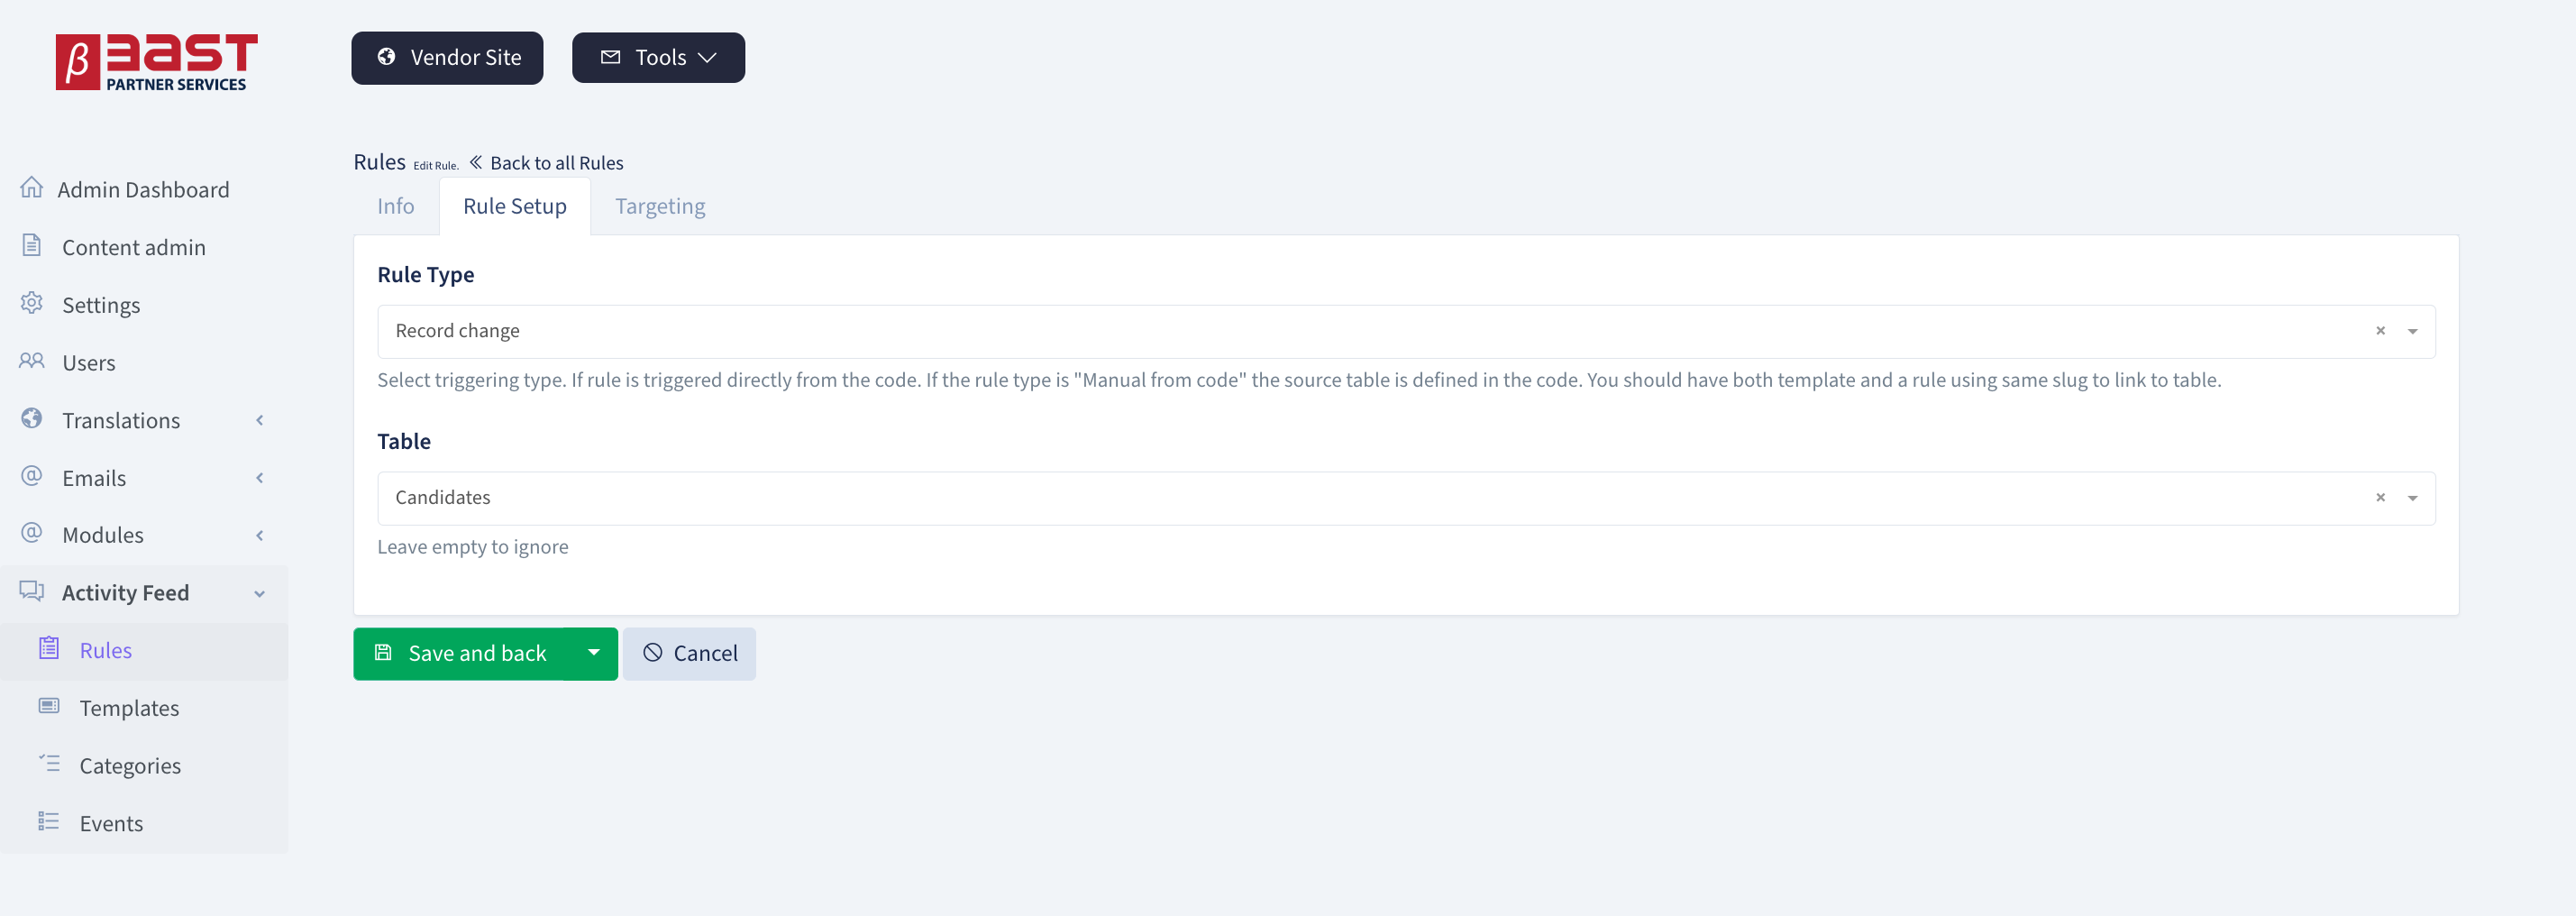 βEAST
PARTNER SERVICES
Vendor Site
Tools
Admin Dashboard
Content admin
Settings
Users
Translations
Emails
Modules
Activity Feed
Rules
Templates
Categories
Events
Rules Edit Rule. « Back to all Rules
Info Rule Setup Targeting
Rule Type
Record change
Select triggering type. If rule is triggered directly from the code. If the rule type is "Manual from code" the source table is defined in the code. You should have both template and a rule using same slug to link to table.
Table
Candidates
Leave empty to ignore
Save and back
Cancel